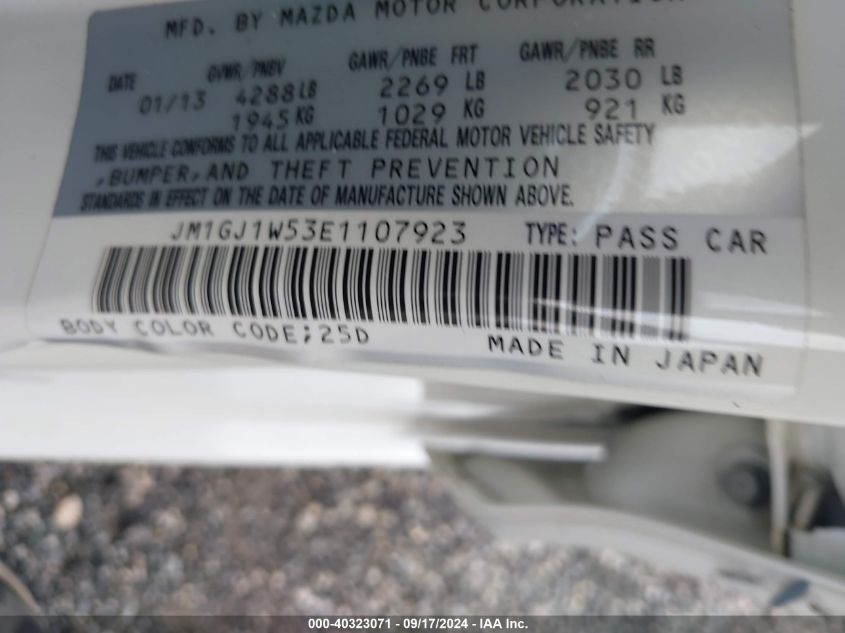 MFD. BY MAZDA MOTOR CORPORATION
DATE GVWR/PNBV GAWR/PNBE FRT GAWR/PNBE RR
01/13 4288LB 2269 LB 2030 LB
1945KG 1029 KG 921 KG
THIS VEHICLE CONFORMS TO ALL APPLICABLE FEDERAL MOTOR VEHICLE SAFETY
,BUMPER,AND THEFT PREVENTION
STANDARDS IN EFFECT ON THE DATE OF MANUFACTURE SHOWN ABOVE.
JM1GJ1W53E1107923 TYPE: PASS CAR
BODY COLOR CODE;25D MADE IN JAPAN
000-40323071 - 09/17/2024 - IAA Inc.